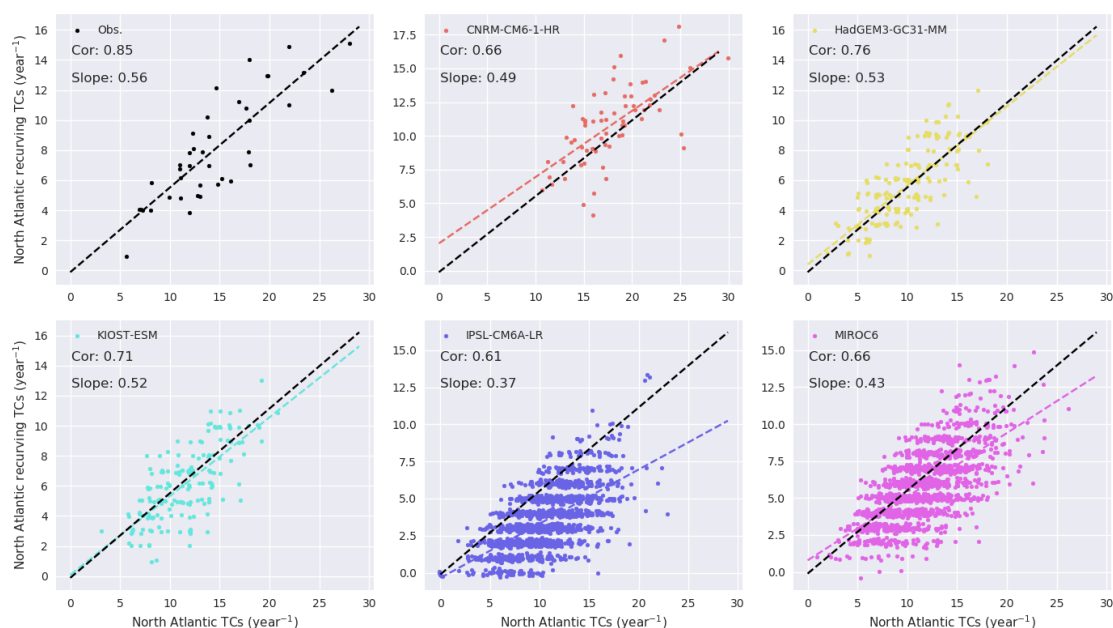 North Atlantic recurving TCs (year⁻¹)
16
14
12
10
8
6
4
2
0
Obs.
Cor: 0.85
Slope: 0.56
0 5 10 15 20 25 30
17.5
15.0
12.5
10.0
7.5
5.0
2.5
0.0
CNRM-CM6-1-HR
Cor: 0.66
Slope: 0.49
0 5 10 15 20 25 30
16
14
12
10
8
6
4
2
0
HadGEM3-GC31-MM
Cor: 0.76
Slope: 0.53
0 5 10 15 20 25 30
North Atlantic recurving TCs (year⁻¹)
16
14
12
10
8
6
4
2
0
KIOST-ESM
Cor: 0.71
Slope: 0.52
0 5 10 15 20 25 30
North Atlantic TCs (year⁻¹)
15.0
12.5
10.0
7.5
5.0
2.5
0.0
IPSL-CM6A-LR
Cor: 0.61
Slope: 0.37
0 5 10 15 20 25 30
North Atlantic TCs (year⁻¹)
15.0
12.5
10.0
7.5
5.0
2.5
0.0
MIROC6
Cor: 0.66
Slope: 0.43
0 5 10 15 20 25 30
North Atlantic TCs (year⁻¹)